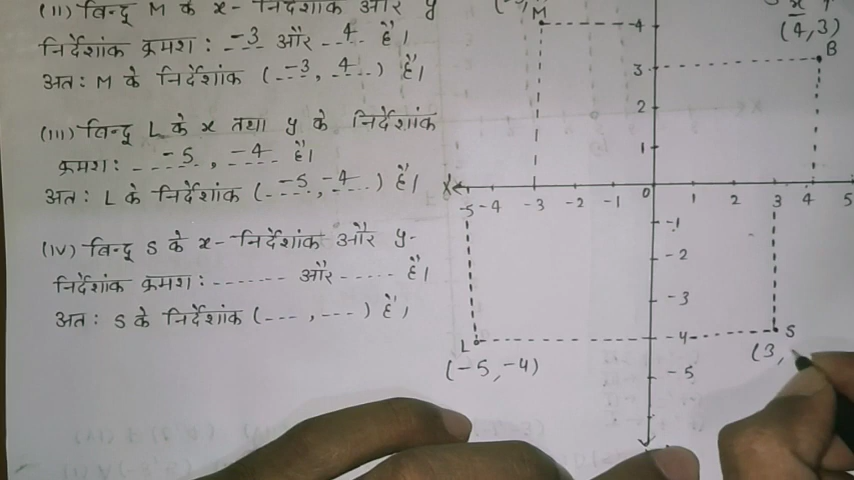 (II) बिन्दू M के x- निर्देशांक और y
निर्देशांक क्रमश: -3 और 4 है।
अत: M के निर्देशांक (-3, 4) है।
(III) बिन्दू L के x तथा y के निर्देशांक
क्रमश: -5, -4 है।
अत: L के निर्देशांक (-5, -4) है।
(IV) बिन्दू S के x- निर्देशांक और y-
निर्देशांक क्रमश: ------- और ----- है।
अत: S के निर्देशांक (---, ---) है।
M
4
(4,3)
B
3
2
1
X
-5 -4 -3 -2 -1 0 1 2 3 4 5
-1
-2
-3
L
-4
S
(-5,-4)
(3,
-5